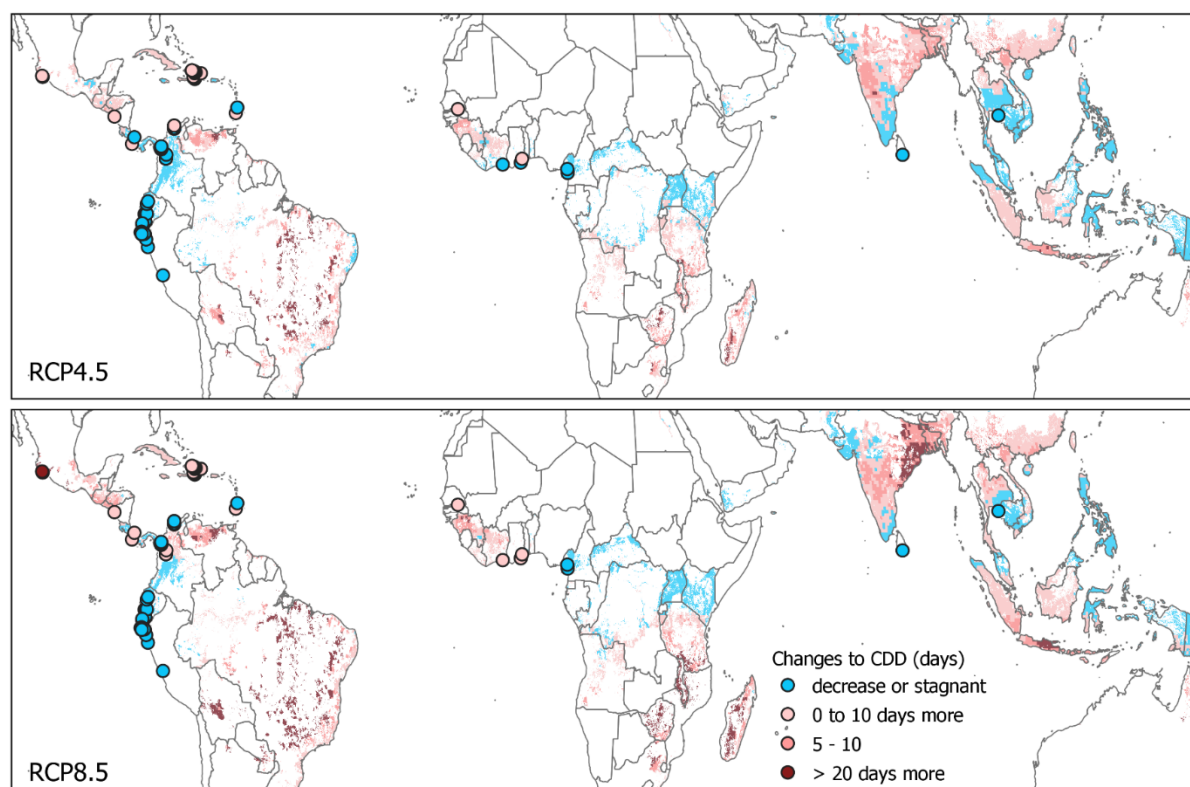 RCP4.5
RCP8.5
Changes to CDD (days)
decrease or stagnant
0 to 10 days more
5 - 10
> 20 days more